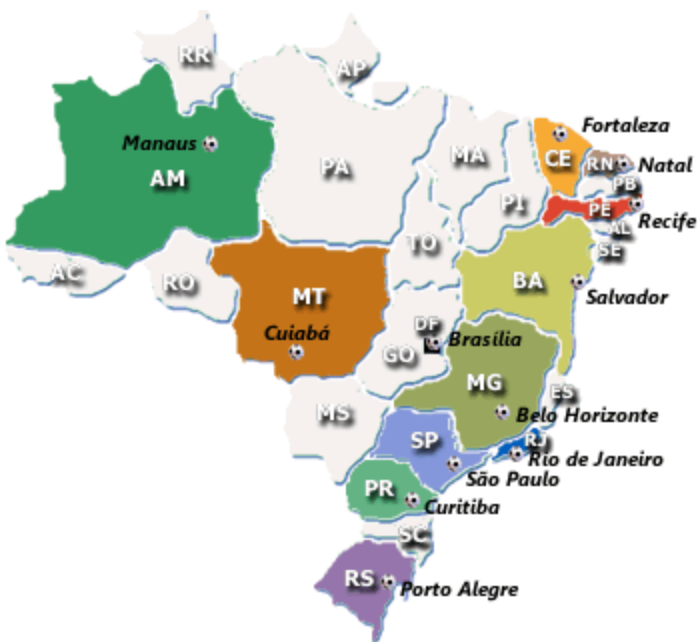 RR
AP
Fortaleza
Manaus
CE
MA
RN Natal
PA
AM
PB
PI
PE
Recife
AL
TO
SE
AC
RO
BA
MT
Salvador
DF
Cuiabá
Brasília
GO
MG
ES
MS
Belo Horizonte
SP
RJ
Rio de Janeiro
São Paulo
PR
Curitiba
SC
RS
Porto Alegre